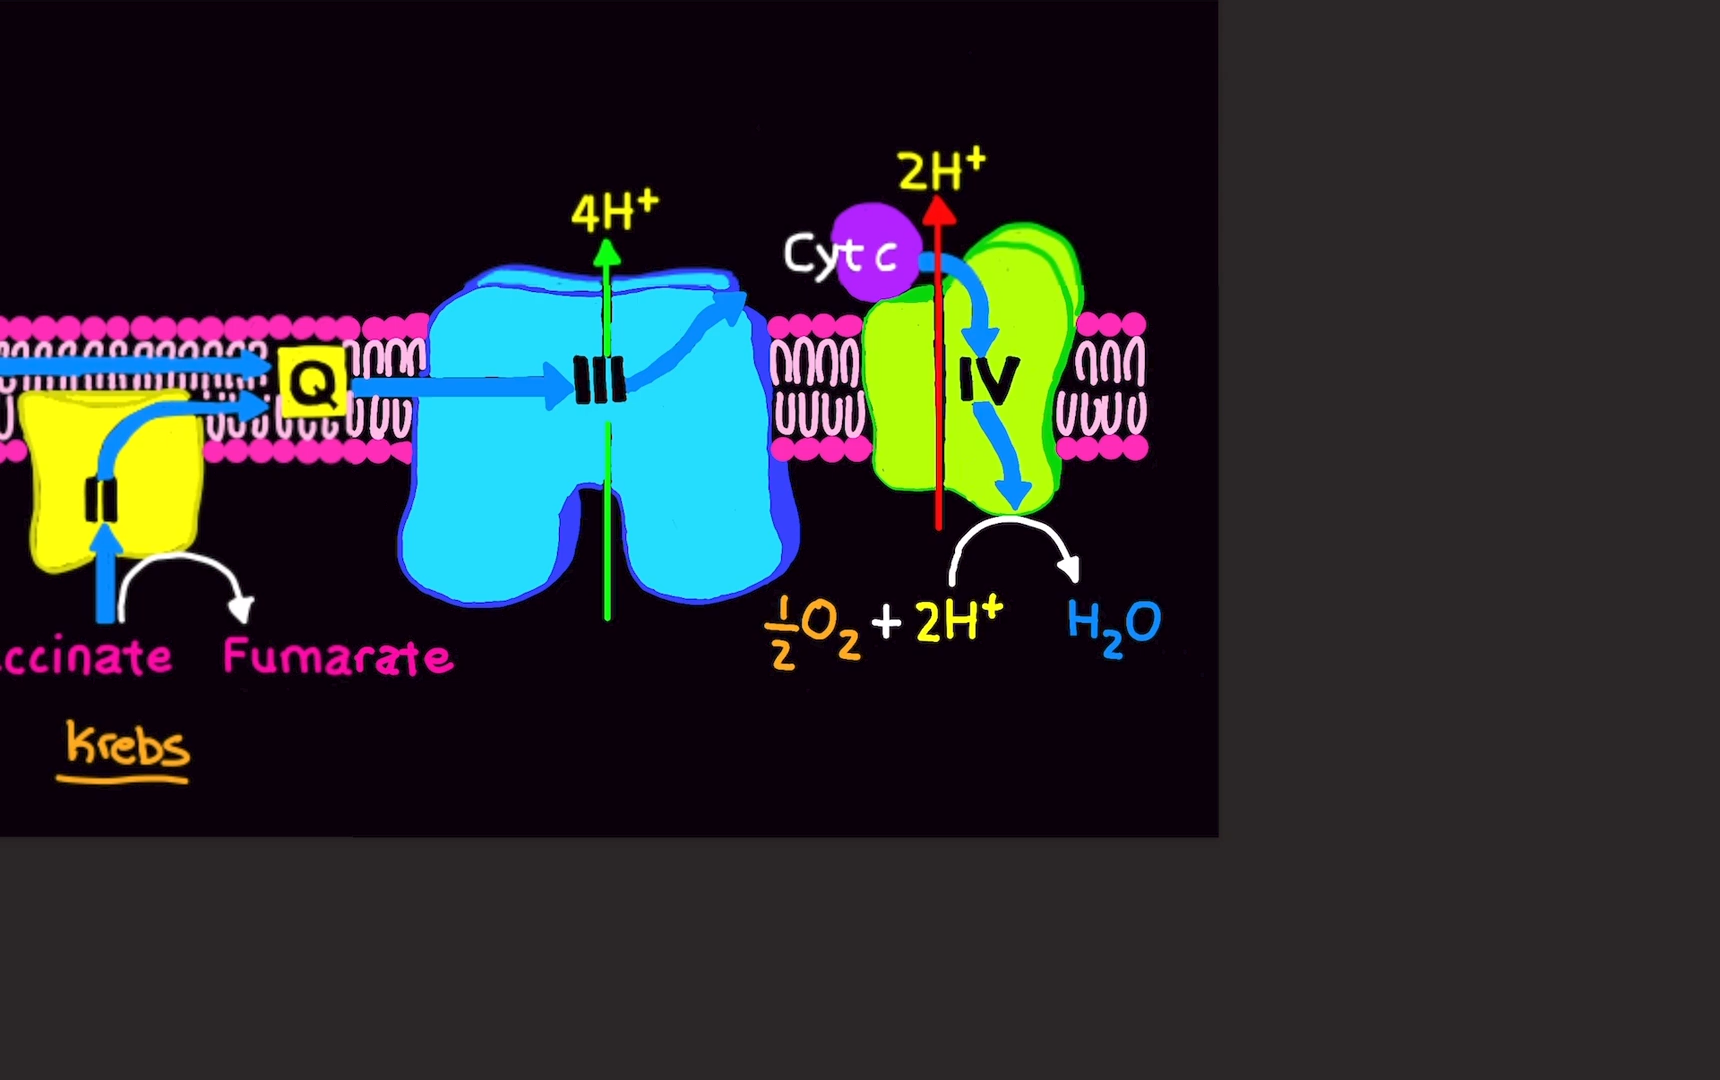 2H⁺
4H⁺
Cyt c
Q
III
IV
II
½O₂ + 2H⁺
H₂O
ccinate
Fumarate
Krebs